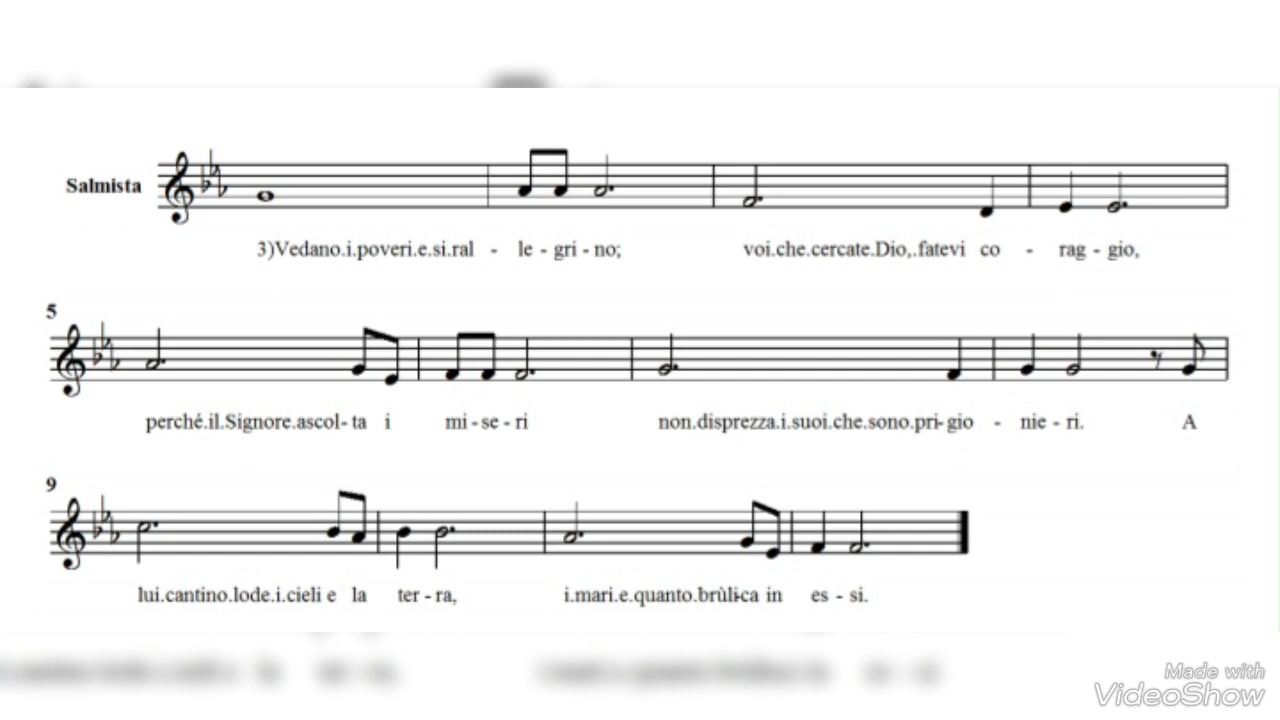 Salmista
3)Vedano.i.poveri.e.si.ral - le - gri - no; voi.che.cercate.Dio,.fatevi co - rag - gio,
5
perché.il.Signore.ascol- ta i mi - se - ri non.disprezza.i.suoi.che.sono.pri- gio - nie - ri. A
9
lui.cantino.lode.i.cieli e la ter - ra, i.mari.e.quanto.brùli-ca in es - si.
Made with
VideoShow